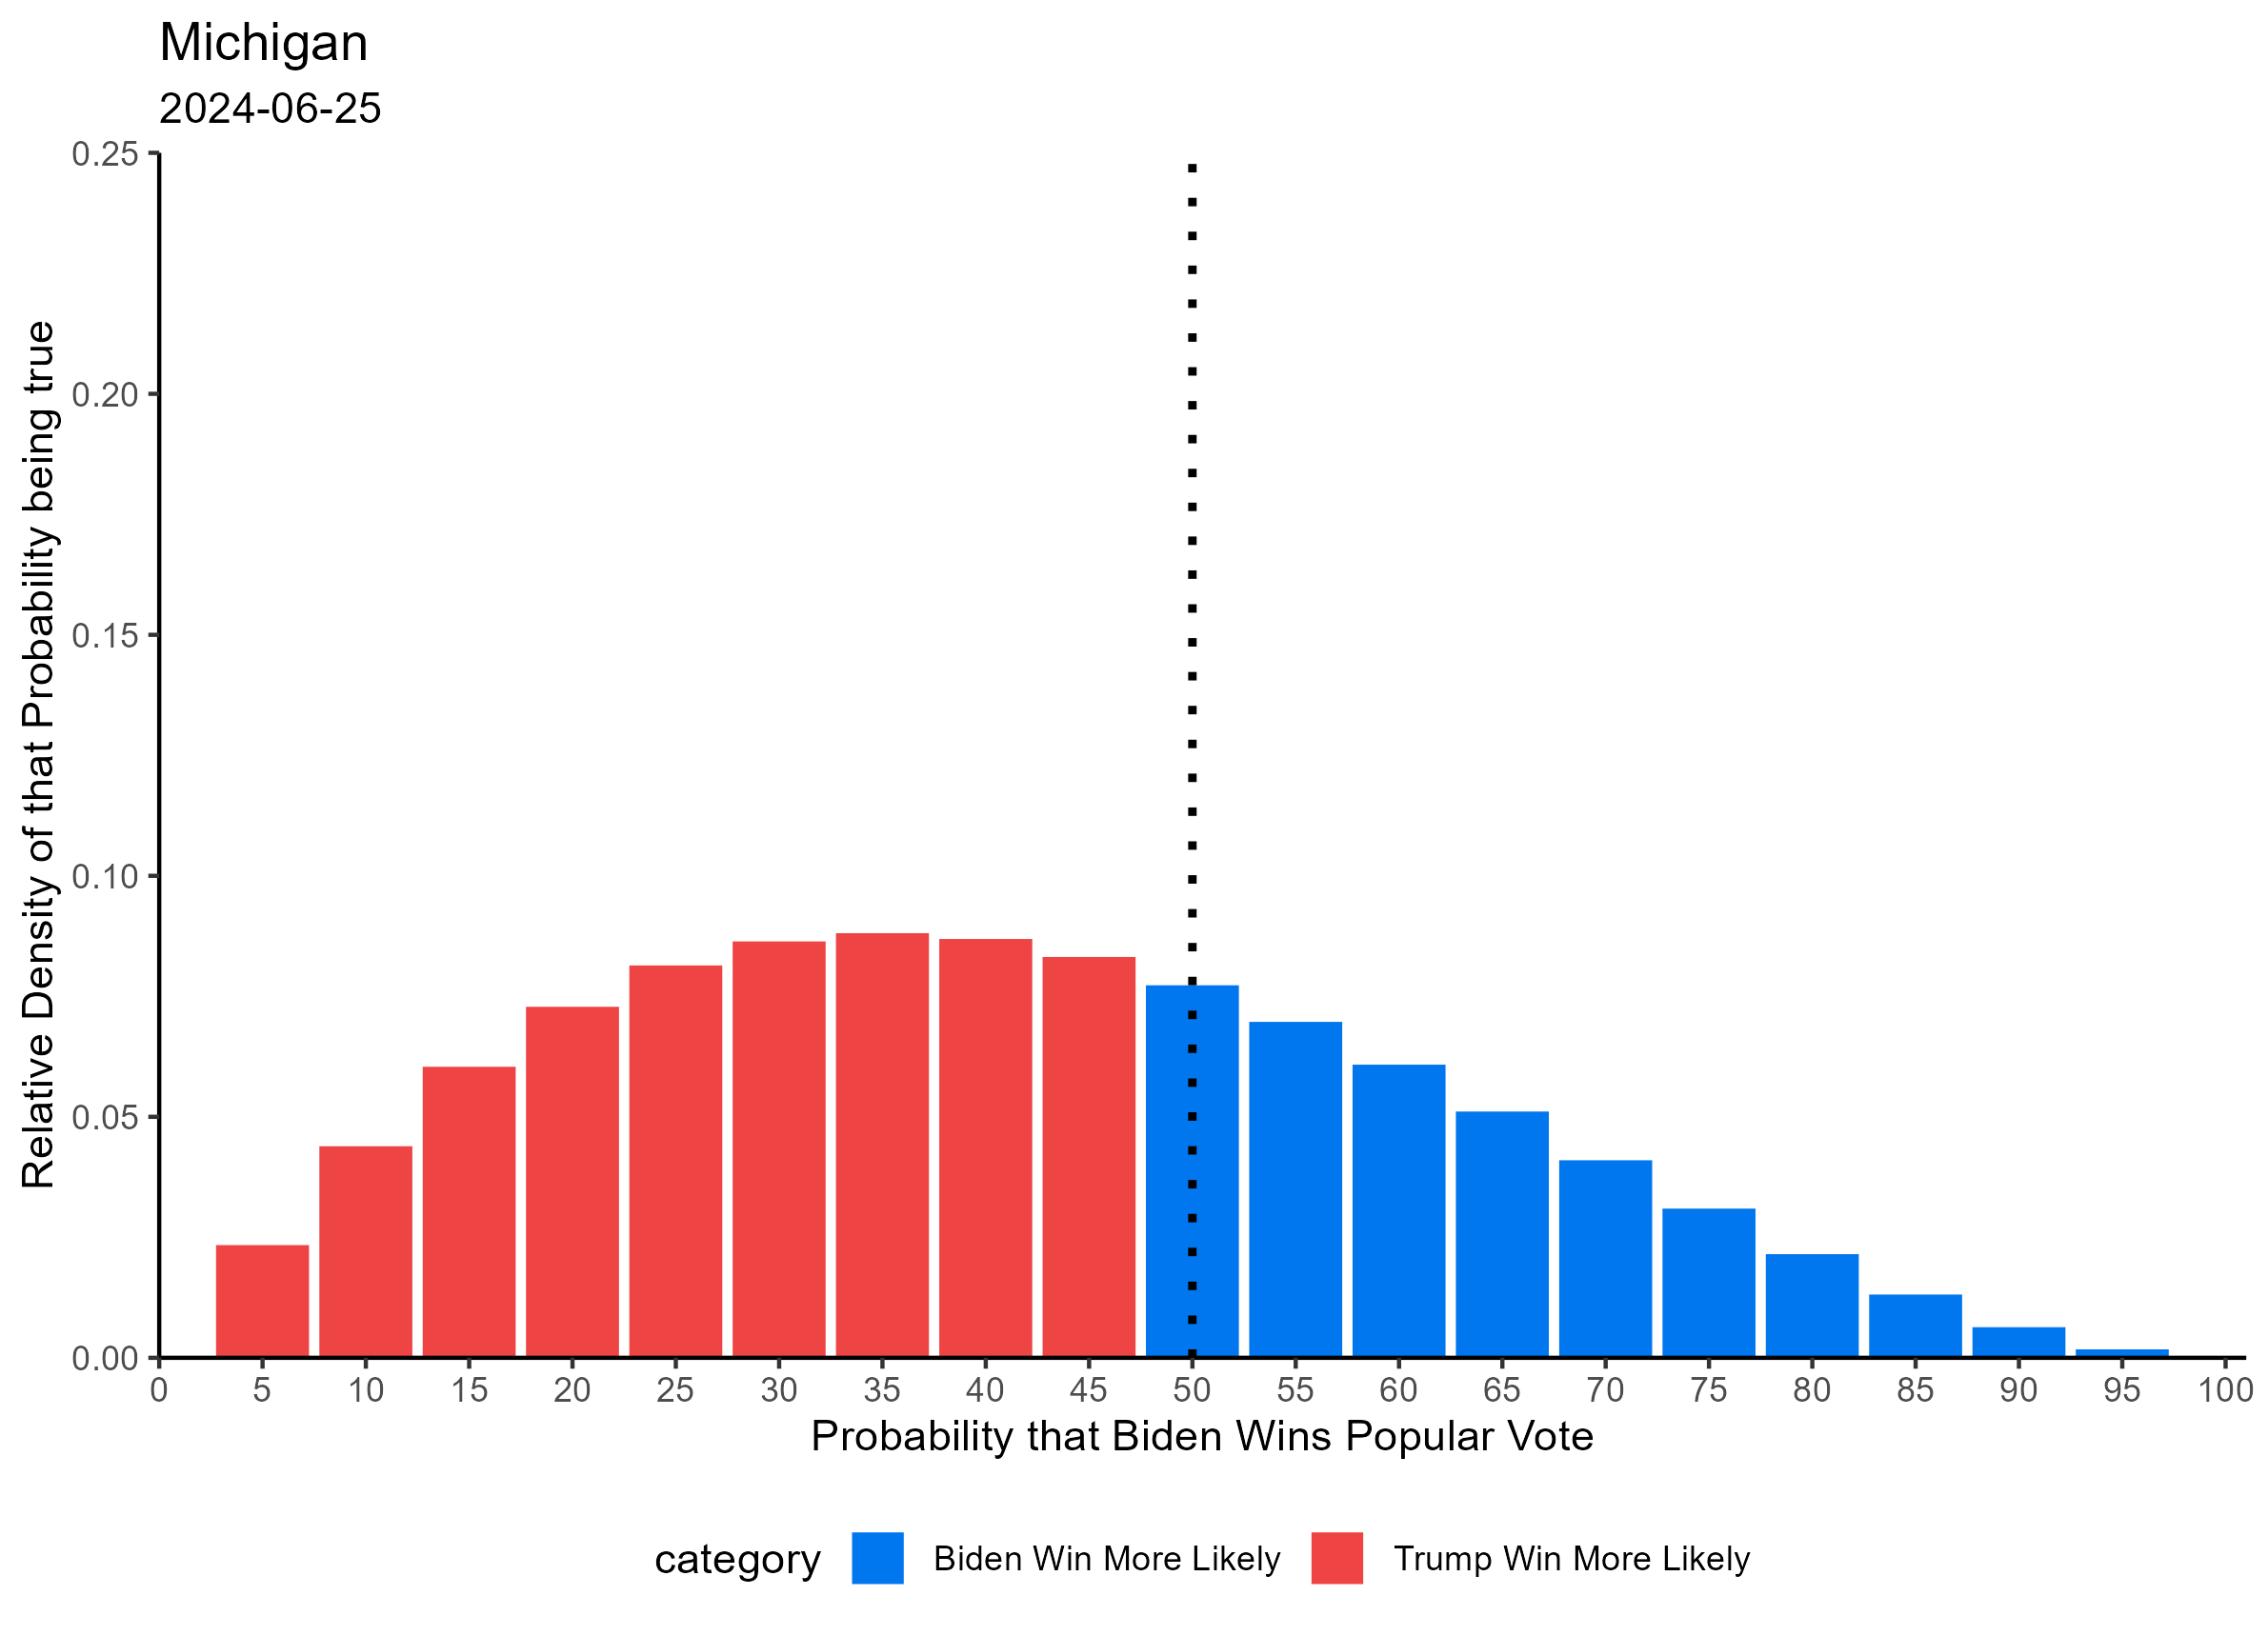 Michigan
2024-06-25
Relative Density of that Probability being true
0.25
0.20
0.15
0.10
0.05
0.00
0 5 10 15 20 25 30 35 40 45 50 55 60 65 70 75 80 85 90 95 100
Probability that Biden Wins Popular Vote
category Biden Win More Likely Trump Win More Likely